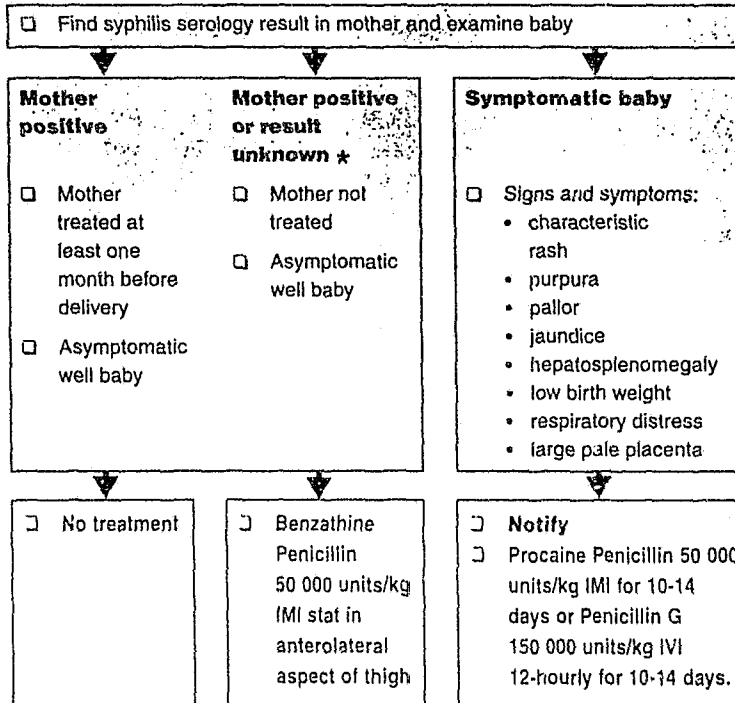 ❑ Find syphilis serology result in mother and examine baby
Mother
positive
❑ Mother
treated at
least one
month before
delivery
❑ Asymptomatic
well baby
Mother positive
or result
unknown *
❑ Mother not
treated
❑ Asymptomatic
well baby
Symptomatic baby
❑ Signs and symptoms:
• characteristic
rash
• purpura
• pallor
• jaundice
• hepatosplenomegaly
• low birth weight
• respiratory distress
• large pale placenta
❑ No treatment
❑ Benzathine
Penicillin
50 000 units/kg
IMI stat in
anterolateral
aspect of thigh
❑ Notify
❑ Procaine Penicillin 50 000
units/kg IMI for 10-14
days or Penicillin G
150 000 units/kg IVI
12-hourly for 10-14 days.